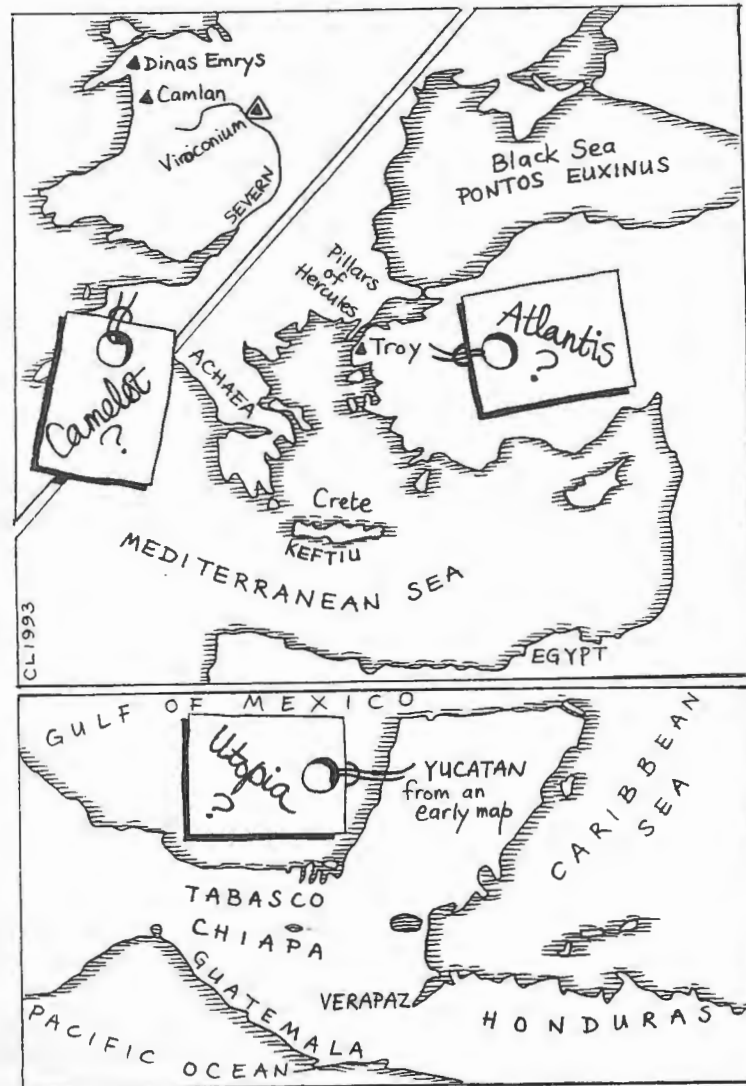 Dinas Emrys
Camlan
Viroconium
SEVERN
Black Sea
PONTOS EUXINUS
Pillars
of
Hercules
Troy
Atlantis
?
Camelot
?
ACHAEA
Crete
KEFTIU
MEDITERRANEAN SEA
EGYPT
CL1993
GULF OF MEXICO
Utopia
?
YUCATAN
from an
early map
CARIBBEAN
SEA
TABASCO
CHIAPA
GUATEMALA
VERAPAZ
HONDURAS
PACIFIC OCEAN